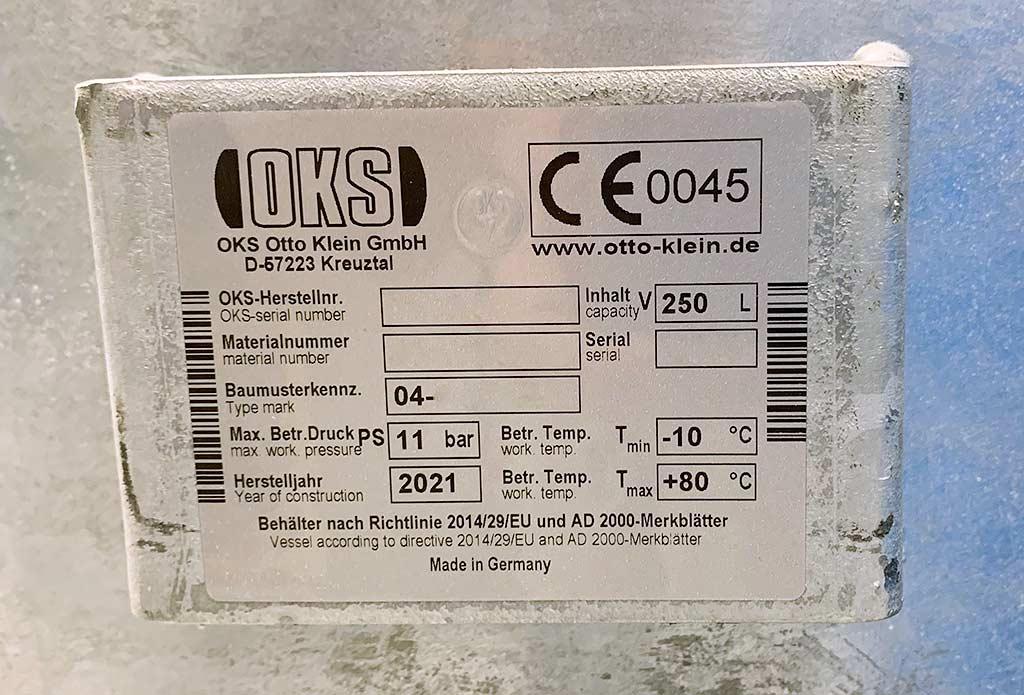 OKS
OKS Otto Klein GmbH
D-57223 Kreuztal
CE 0045
www.otto-klein.de
OKS-Herstellnr.
OKS-serial number
Inhalt V 250 L
capacity
Materialnummer
material number
Serial
serial
Baumusterkennz. 04-
Type mark
Max. Betr.Druck PS 11 bar
max. work. pressure
Betr. Temp. Tmin -10 °C
work. temp.
Herstelljahr 2021
Year of construction
Betr. Temp. Tmax +80 °C
work. temp.
Behälter nach Richtlinie 2014/29/EU und AD 2000-Merkblätter
Vessel according to directive 2014/29/EU and AD 2000-Merkblätter
Made in Germany